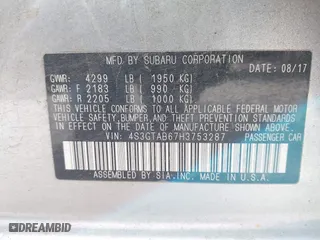 MFD. BY SUBARU CORPORATION DATE: 08/17
GVWR: 4299 LB (1950 KG)
GAWR: F 2183 LB ( 990 KG)
GAWR: R 2205 LB (1000 KG)
THIS VEHICLE CONFORMS TO ALL APPLICABLE FEDERAL MOTOR
VEHICLE SAFETY, BUMPER, AND THEFT PREVENTION STANDARDS IN
EFFECT ON THE DATE OF MANUFACTURE SHOWN ABOVE.
VIN: 4S3GTAB67H3753287 PASSENGER CAR
ASSEMBLED BY SIA.INC. MADE IN U.S.A.